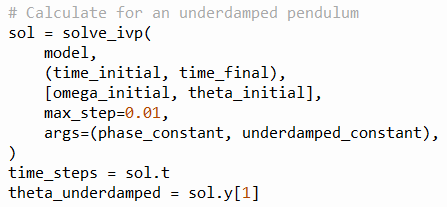 # Calculate for an underdamped pendulum
sol = solve_ivp(
    model,
    (time_initial, time_final),
    [omega_initial, theta_initial],
    max_step=0.01,
    args=(phase_constant, underdamped_constant),
)
time_steps = sol.t
theta_underdamped = sol.y[1]